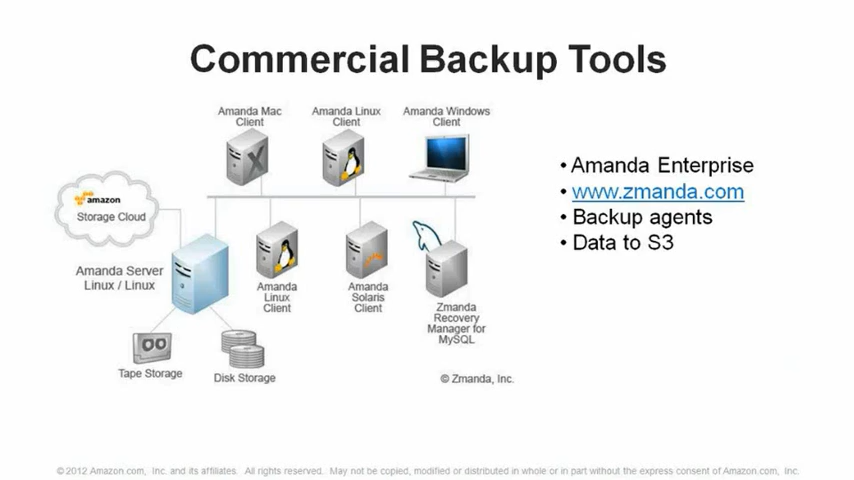 Commercial Backup Tools
Amanda Mac
Client
Amanda Linux
Client
Amanda Windows
Client
X
amazon
Storage Cloud
Amanda Server
Linux / Linux
Amanda
Linux
Client
Amanda
Solaris
Client
Zmanda
Recovery
Manager for
MySQL
Tape Storage
Disk Storage
© Zmanda, Inc.
• Amanda Enterprise
• www.zmanda.com
• Backup agents
• Data to S3
©2012 Amazon.com, Inc. and its affiliates. All rights reserved. May not be copied, modified or distributed in whole or in part without the express consent of Amazon.com, Inc.